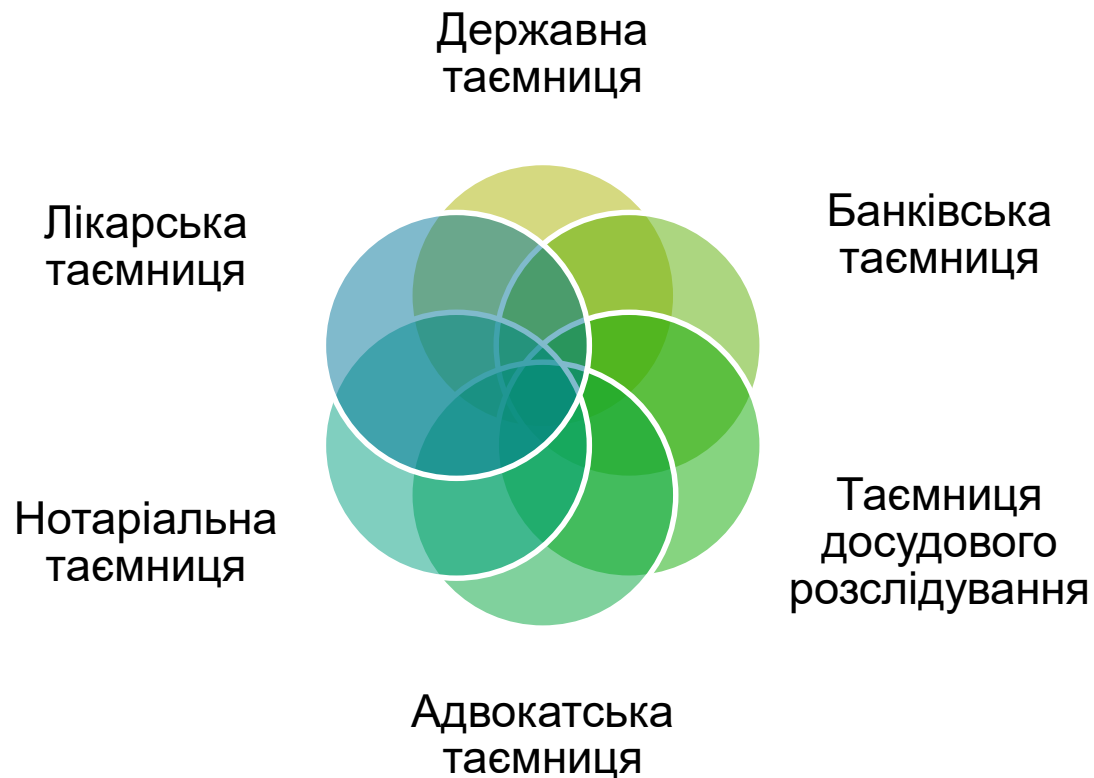 Державна
таємниця
Банківська
таємниця
Таємниця
досудового
розслідування
Адвокатська
таємниця
Нотаріальна
таємниця
Лікарська
таємниця